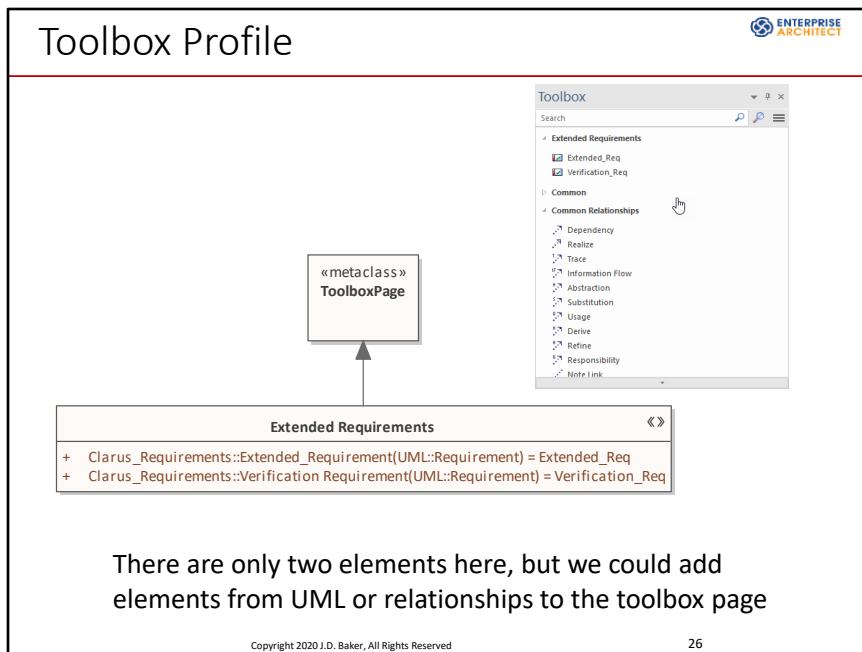 Toolbox Profile
ENTERPRISE
ARCHITECT
Toolbox
Search
Extended Requirements
Extended_Req
Verification_Req
Common
Common Relationships
Dependency
Realize
Trace
Information Flow
Abstraction
Substitution
Usage
Derive
Refine
Responsibility
Note Link
«metaclass»
ToolboxPage
Extended Requirements «»
+ Clarus_Requirements::Extended_Requirement(UML::Requirement) = Extended_Req
+ Clarus_Requirements::Verification Requirement(UML::Requirement) = Verification_Req
There are only two elements here, but we could add
elements from UML or relationships to the toolbox page
Copyright 2020 J.D. Baker, All Rights Reserved 26